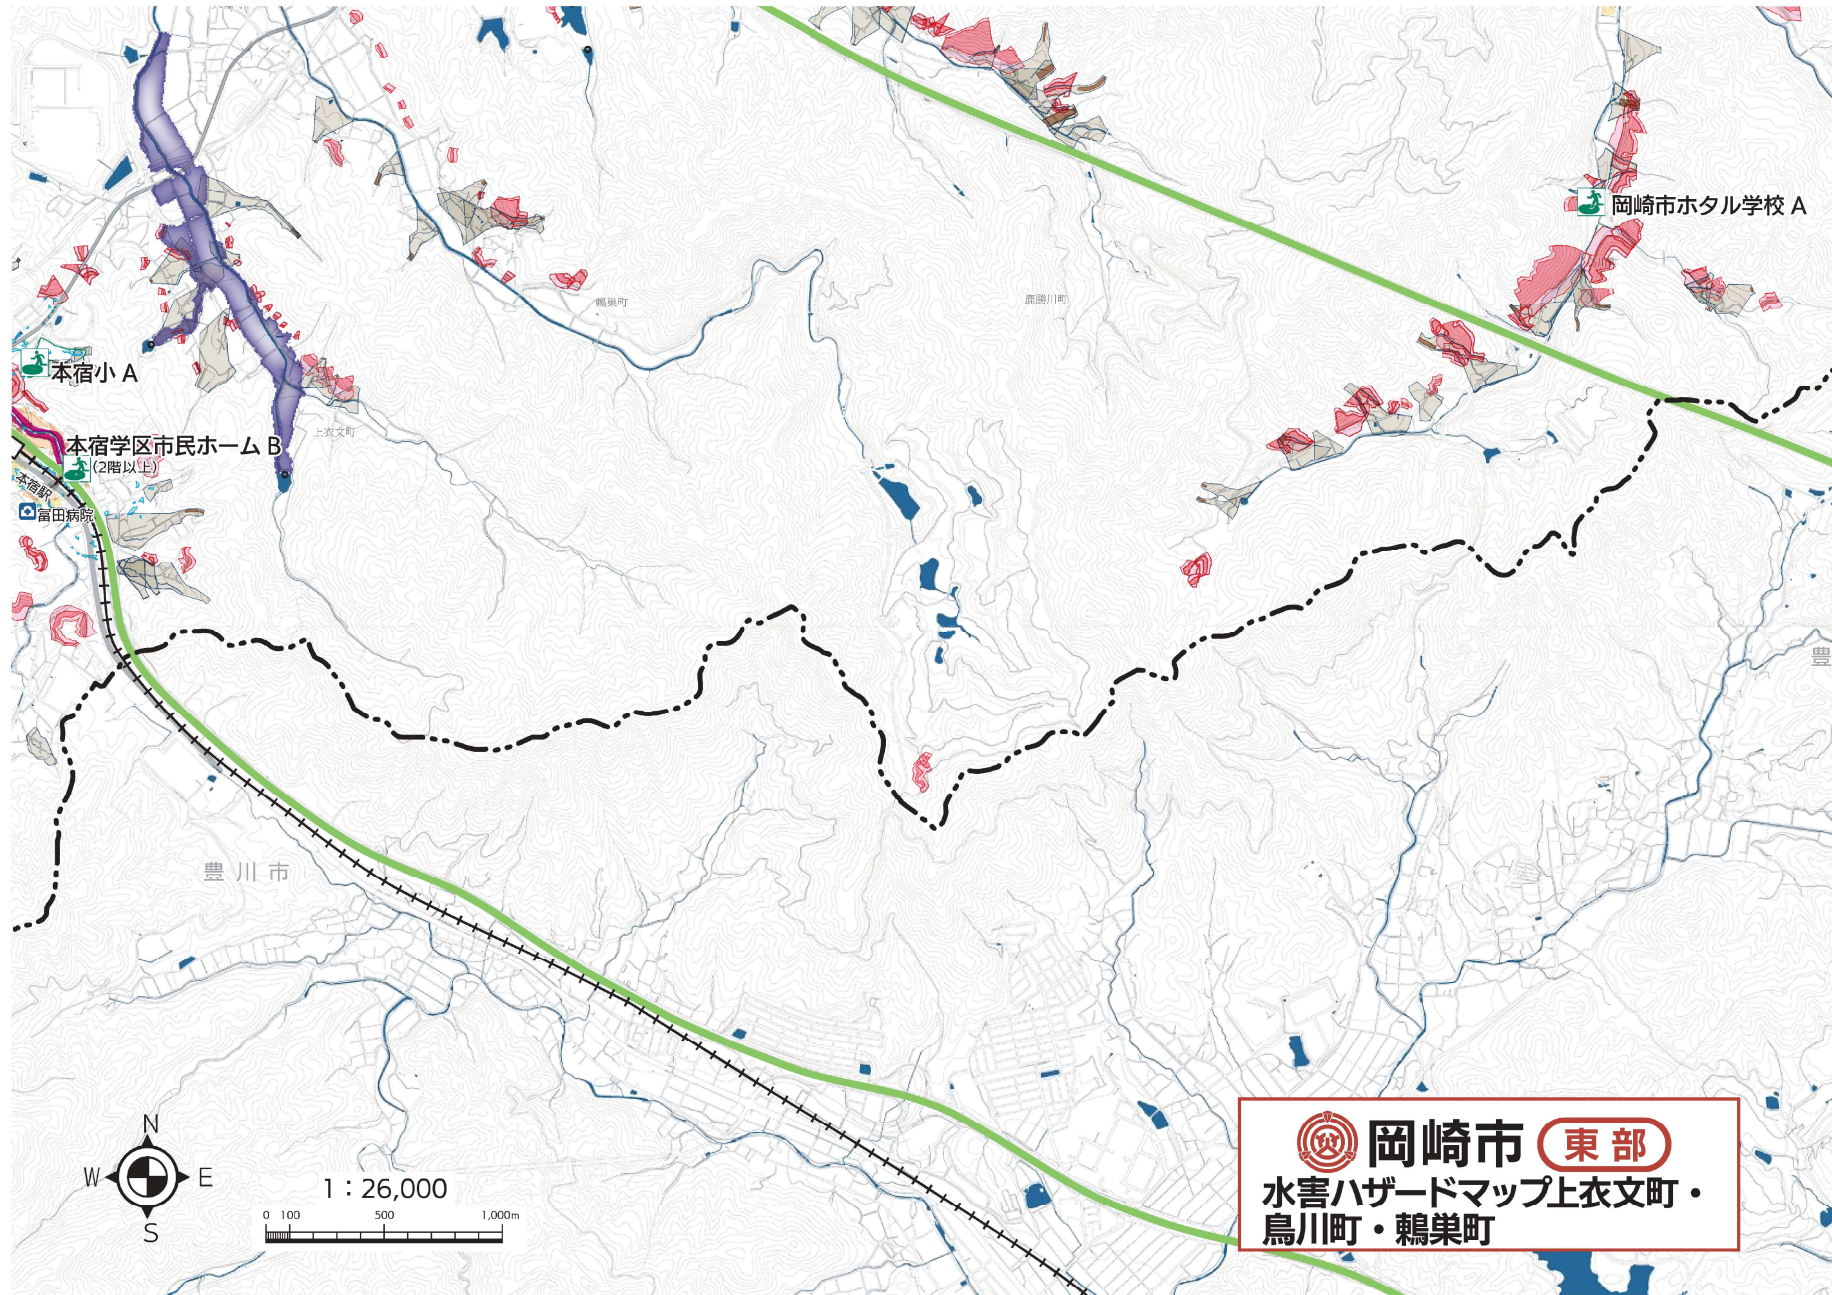 岡崎市ホタル学校 A
鶇巣町
鹿勝川町
本宿小 A
上衣文町
本宿学区市民ホーム B
(2階以上)
本宿駅
冨田病院
豊
豊川市
N
W
E
S
1：26,000
0 100 500 1,000m
岡崎市 東部
水害ハザードマップ上衣文町・
鳥川町・鶇巣町